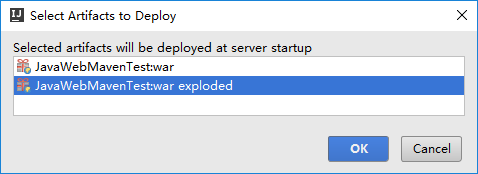 Select Artifacts to Deploy
Selected artifacts will be deployed at server startup
JavaWebMavenTest:war
JavaWebMavenTest:war exploded
OK
Cancel